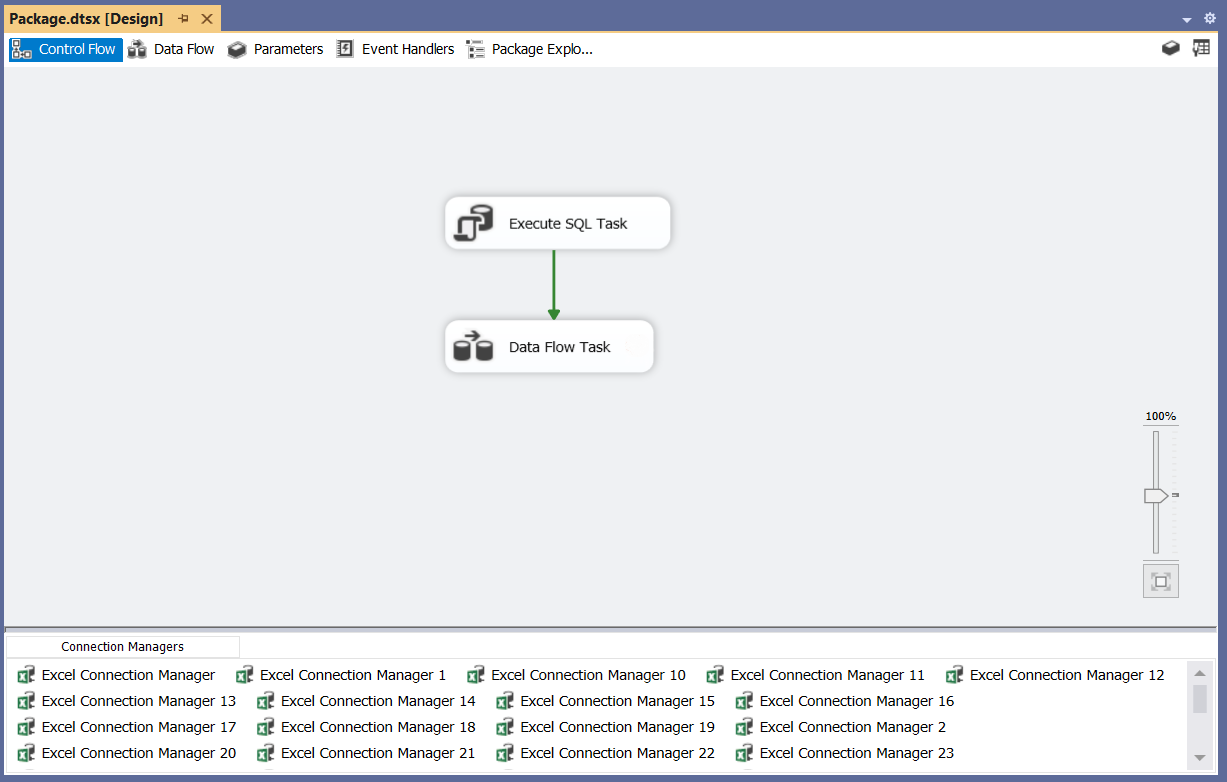 Package.dtsx [Design]
Control Flow Data Flow Parameters Event Handlers Package Explo...
Execute SQL Task
Data Flow Task
100%
Connection Managers
Excel Connection Manager Excel Connection Manager 1 Excel Connection Manager 10 Excel Connection Manager 11 Excel Connection Manager 12
Excel Connection Manager 13 Excel Connection Manager 14 Excel Connection Manager 15 Excel Connection Manager 16
Excel Connection Manager 17 Excel Connection Manager 18 Excel Connection Manager 19 Excel Connection Manager 2
Excel Connection Manager 20 Excel Connection Manager 21 Excel Connection Manager 22 Excel Connection Manager 23